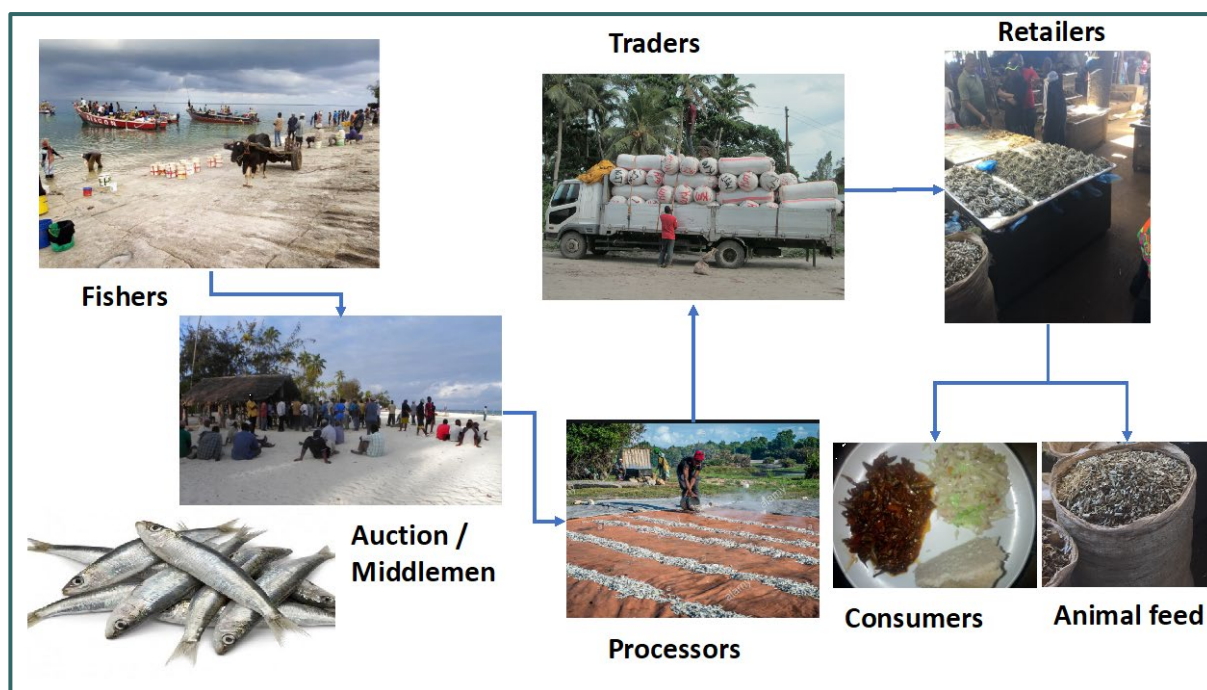 Fishers
Auction /
Middlemen
Processors
Traders
Retailers
Consumers
Animal feed